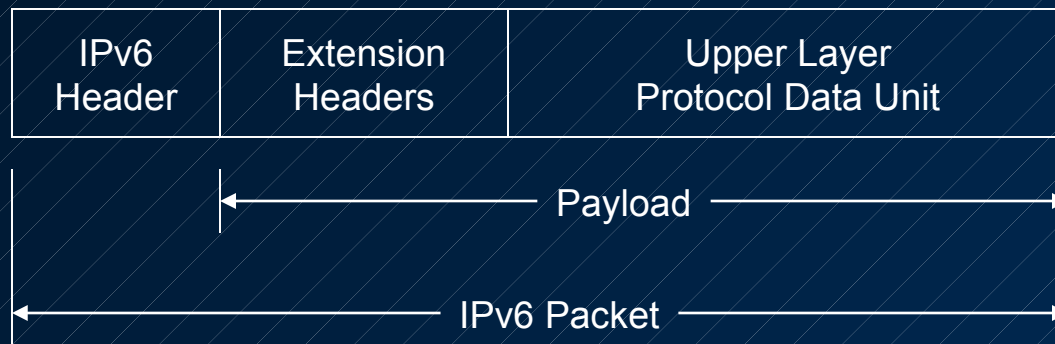 IPv6
Header
Extension
Headers
Upper Layer
Protocol Data Unit
Payload
IPv6 Packet